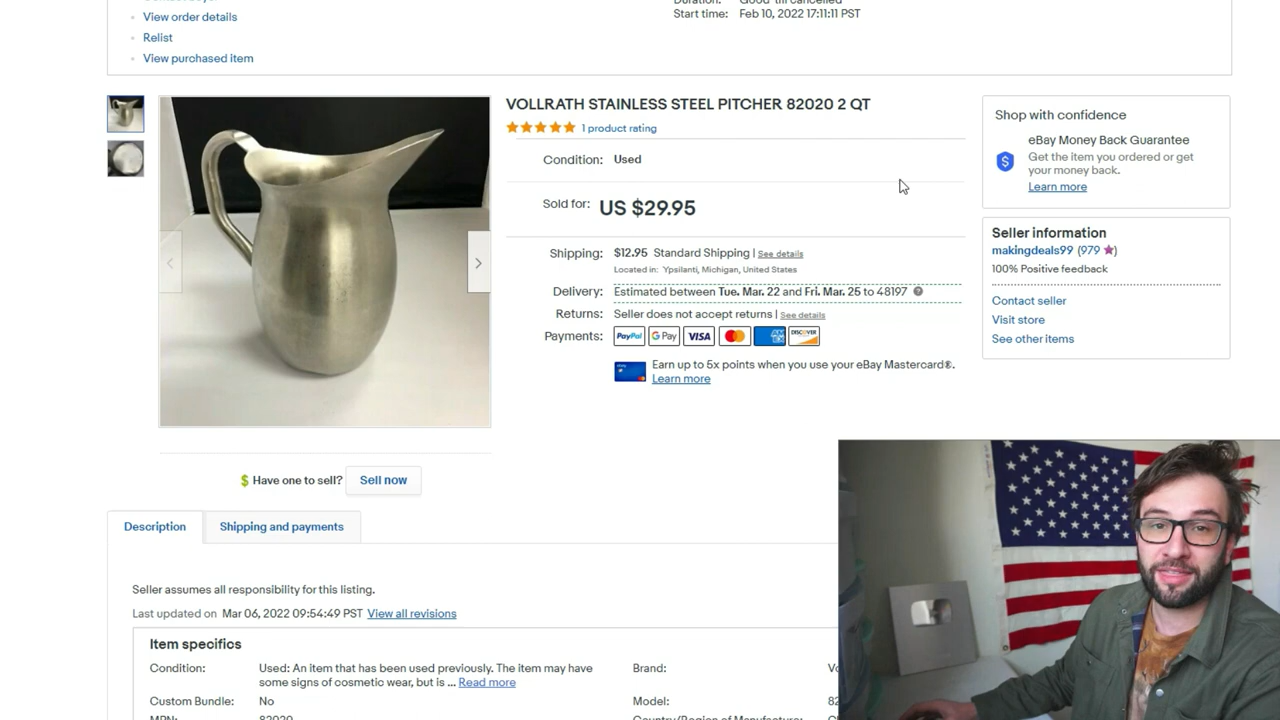 Start time: Feb 10, 2022 17:11:11 PST
View order details
Relist
View purchased item
VOLLRATH STAINLESS STEEL PITCHER 82020 2 QT
1 product rating
Condition: Used
Sold for: US $29.95
Shipping: $12.95 Standard Shipping | See details
Located in: Ypsilanti, Michigan, United States
Delivery: Estimated between Tue. Mar. 22 and Fri. Mar. 25 to 48197
Returns: Seller does not accept returns | See details
Payments: PayPal G Pay VISA DISCOVER
Earn up to 5x points when you use your eBay Mastercard®.
Learn more
Shop with confidence
eBay Money Back Guarantee
Get the item you ordered or get
your money back.
Learn more
Seller information
makingdeals99 (979 )
100% Positive feedback
Contact seller
Visit store
See other items
$ Have one to sell? Sell now
Description Shipping and payments
Seller assumes all responsibility for this listing.
Last updated on Mar 06, 2022 09:54:49 PST View all revisions
Item specifics
Condition: Used: An item that has been used previously. The item may have
some signs of cosmetic wear, but is ... Read more
Brand:
Custom Bundle: No
Model: